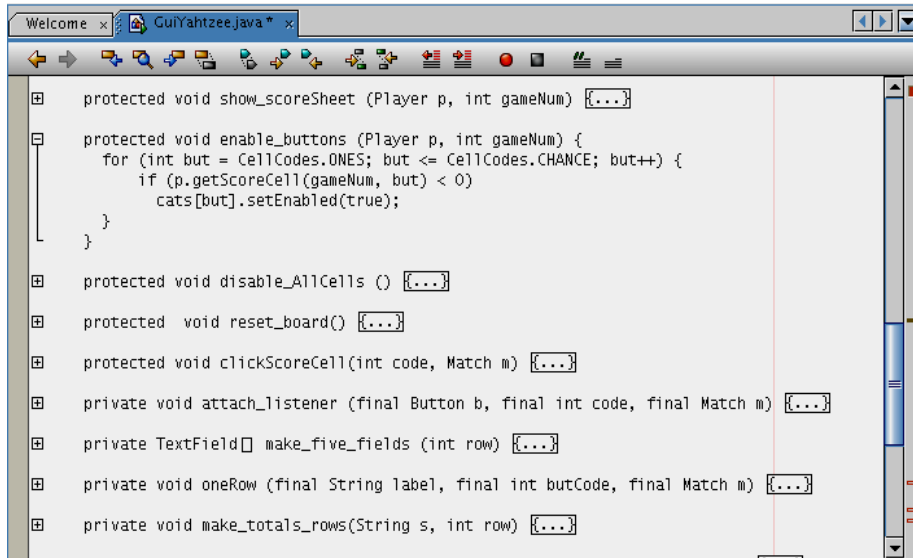 Welcome x GuiYahtzee.java * x
protected void show_scoreSheet (Player p, int gameNum) {...}
protected void enable_buttons (Player p, int gameNum) {
for (int but = CellCodes.ONES; but <= CellCodes.CHANCE; but++) {
if (p.getScoreCell(gameNum, but) < 0)
cats[but].setEnabled(true);
}
}
protected void disable_AllCells () {...}
protected  void reset_board() {...}
protected void clickScoreCell(int code, Match m) {...}
private void attach_listener (final Button b, final int code, final Match m) {...}
private TextField[] make_five_fields (int row) {...}
private void oneRow (final String label, final int butCode, final Match m) {...}
private void make_totals_rows(String s, int row) {...}